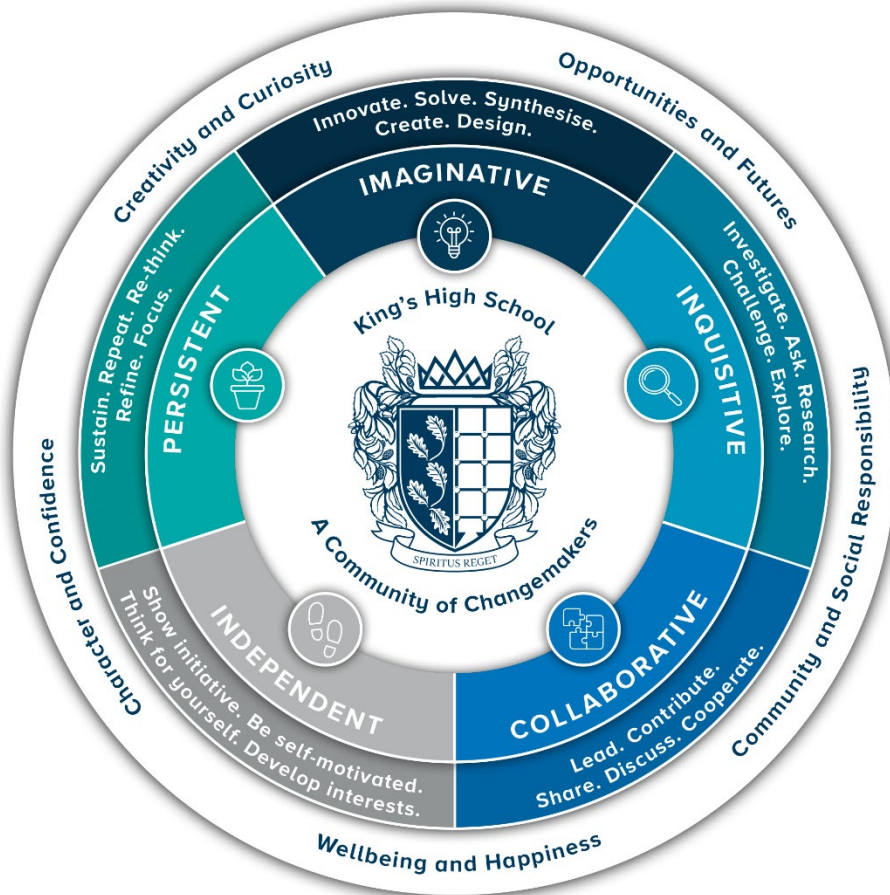 Creativity and Curiosity
Opportunities and Futures
Community and Social Responsibility
Wellbeing and Happiness
Character and Confidence
Innovate. Solve. Synthesise.
Create. Design.
IMAGINATIVE
Investigate. Ask. Research.
Challenge. Explore.
INQUISITIVE
COLLABORATIVE
Lead. Contribute.
Share. Discuss. Cooperate.
INDEPENDENT
Show initiative. Be self-motivated.
Think for yourself. Develop interests.
Sustain. Repeat. Re-think.
Refine. Focus.
PERSISTENT
King's High School
SPIRITUS REGET
A Community of Changemakers